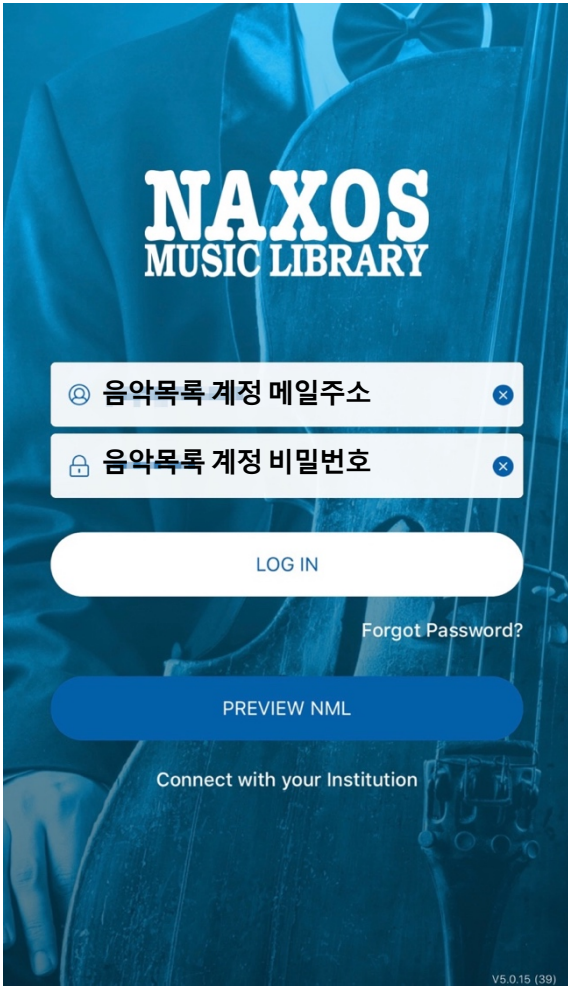 NAXOS
MUSIC LIBRARY
음악목록 계정 메일주소
음악목록 계정 비밀번호
LOG IN
Forgot Password?
PREVIEW NML
Connect with your Institution
V5.0.15 (39)